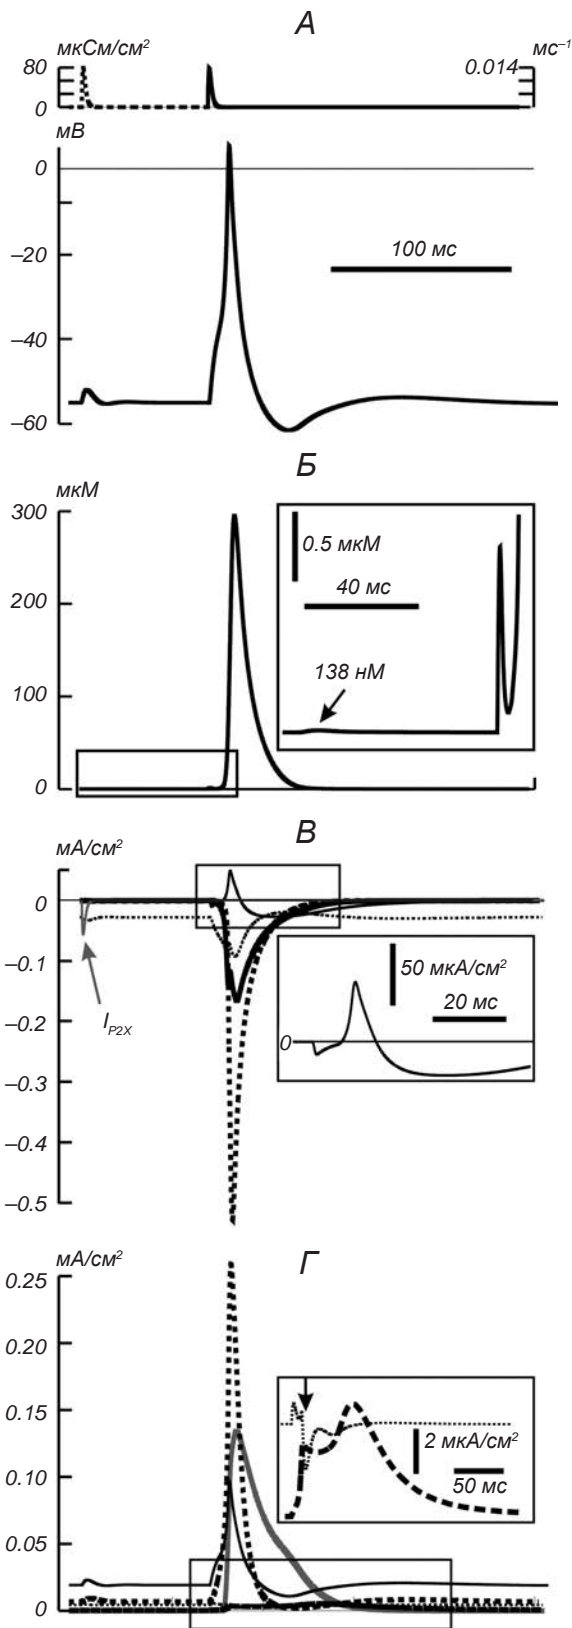 А
мкСм/см²
мс⁻¹
80
0.014
0
мВ
0
100 мс
–20
–40
–60
Б
мкМ
300
0.5 мкМ
200
40 мс
138 нМ
100
0
В
мА/см²
0
–0.1
50 мкА/см²
20 мс
I_P2X
0
–0.2
–0.3
–0.4
–0.5
Г
мА/см²
0.25
0.20
0.15
2 мкА/см²
50 мс
0.10
0.05
0